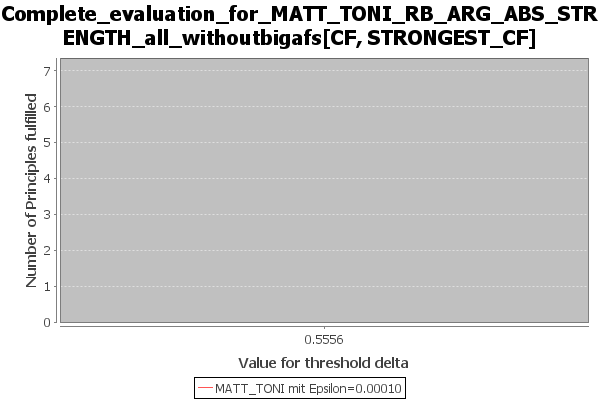 Complete_evaluation_for_MATT_TONI_RB_ARG_ABS_STR
ENGTH_all_withoutbigafs[CF, STRONGEST_CF]
Number of Principles fulfilled
7
6
5
4
3
2
1
0
0.5556
Value for threshold delta
MATT_TONI mit Epsilon=0.00010